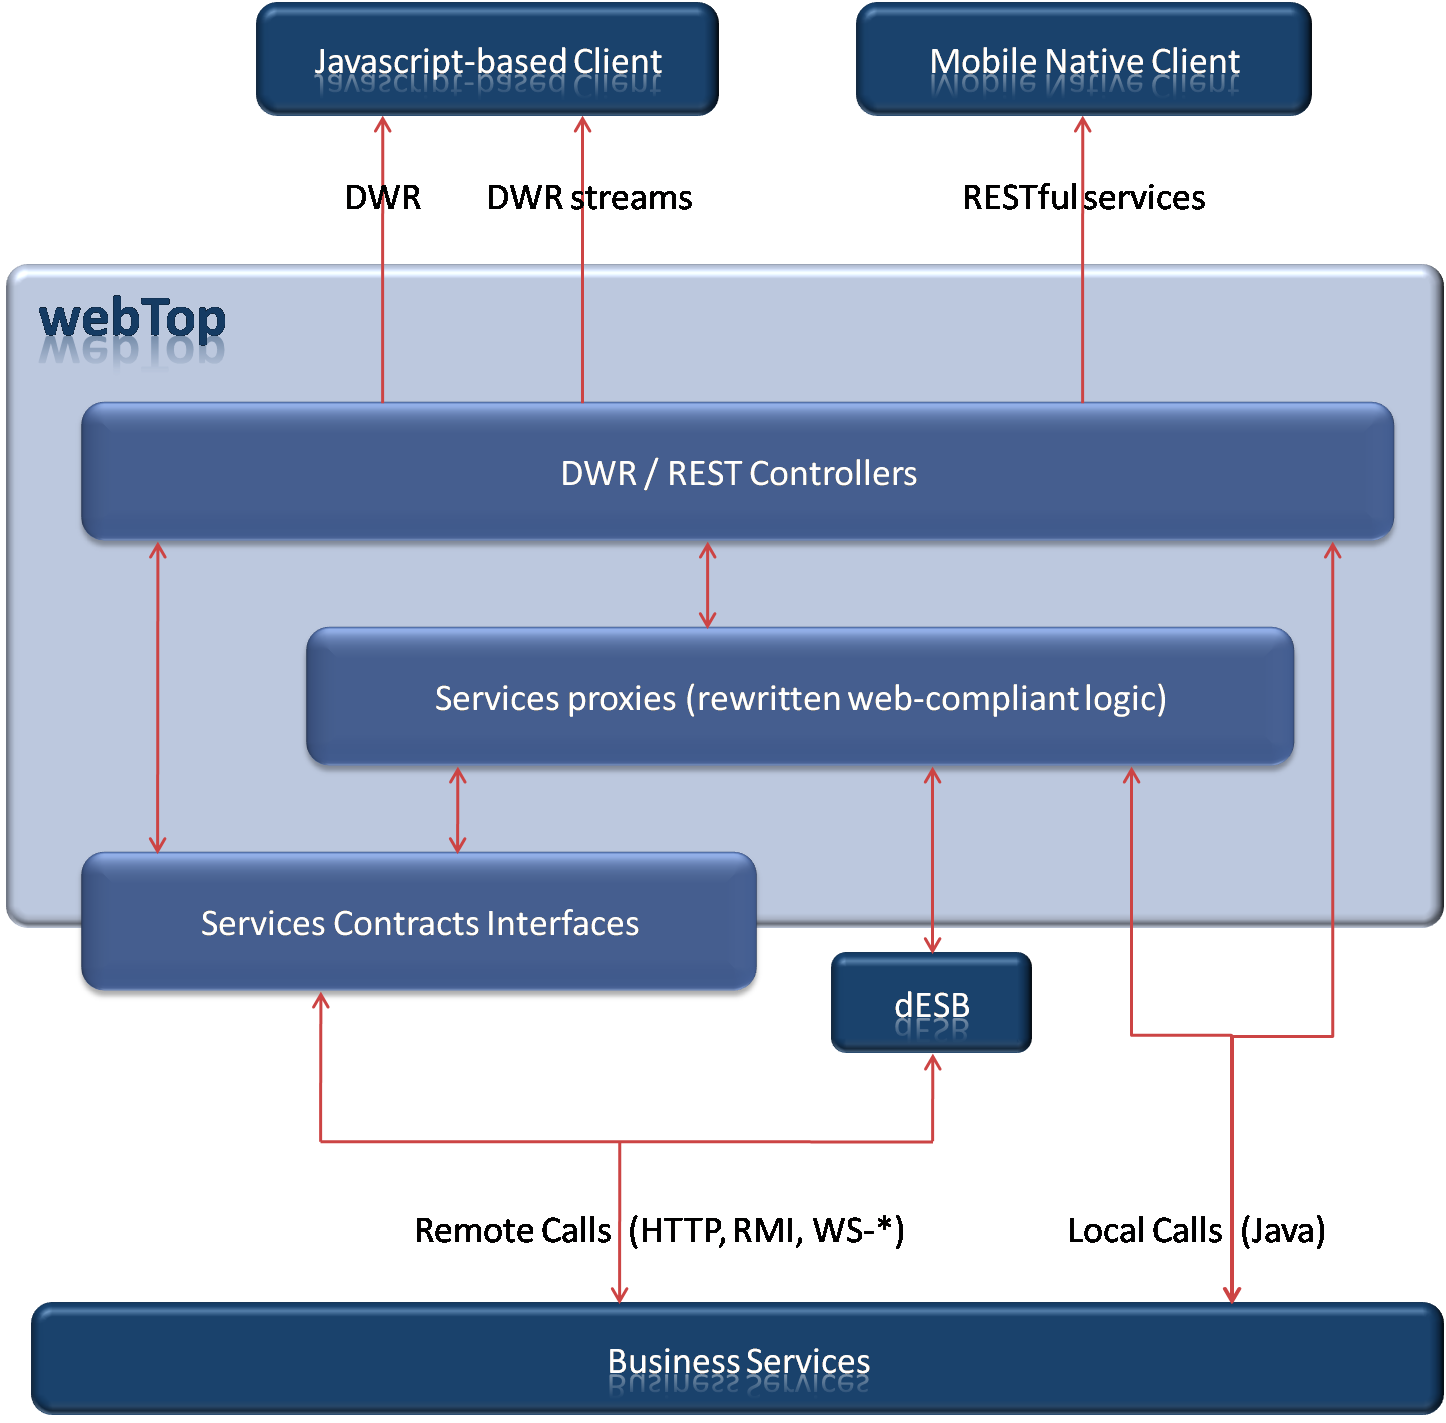 Javascript-based Client
Mobile Native Client
DWR
DWR streams
RESTful services
webTop
DWR / REST Controllers
Services proxies (rewritten web-compliant logic)
Services Contracts Interfaces
dESB
Remote Calls (HTTP, RMI, WS-*)
Local Calls (Java)
Business Services